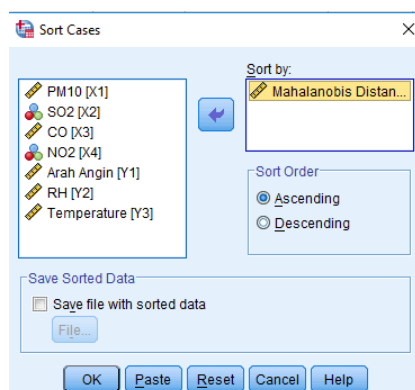 Sort Cases
PM10 [X1]
SO2 [X2]
CO [X3]
NO2 [X4]
Arah Angin [Y1]
RH [Y2]
Temperature [Y3]
Sort by:
Mahalanobis Distan...
Sort Order
Ascending
Descending
Save Sorted Data
Save file with sorted data
File...
OK Paste Reset Cancel Help